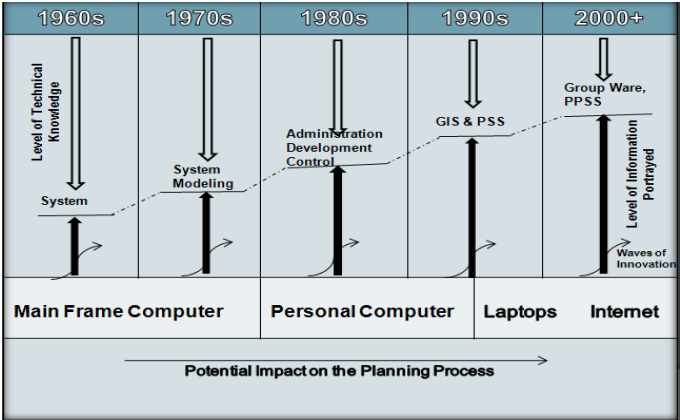 1960s
1970s
1980s
1990s
2000+
Level of Technical
Knowledge
System
System
Modeling
Administration
Development
Control
GIS & PSS
Group Ware,
PPSS
Level of Information
Portrayed
Waves of
Innovation
Main Frame Computer
Personal Computer
Laptops
Internet
Potential Impact on the Planning Process